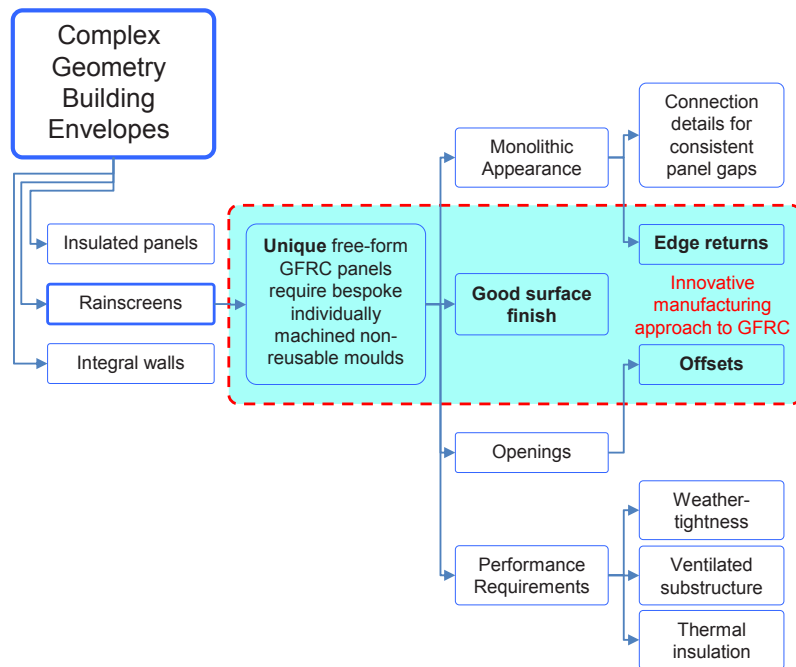 Complex
Geometry
Building
Envelopes
Insulated panels
Rainscreens
Integral walls
Unique free-form
GFRC panels
require bespoke
individually
machined non-
reusable moulds
Monolithic
Appearance
Good surface
finish
Openings
Performance
Requirements
Connection
details for
consistent
panel gaps
Edge returns
Innovative
manufacturing
approach to GFRC
Offsets
Weather-
tightness
Ventilated
substructure
Thermal
insulation